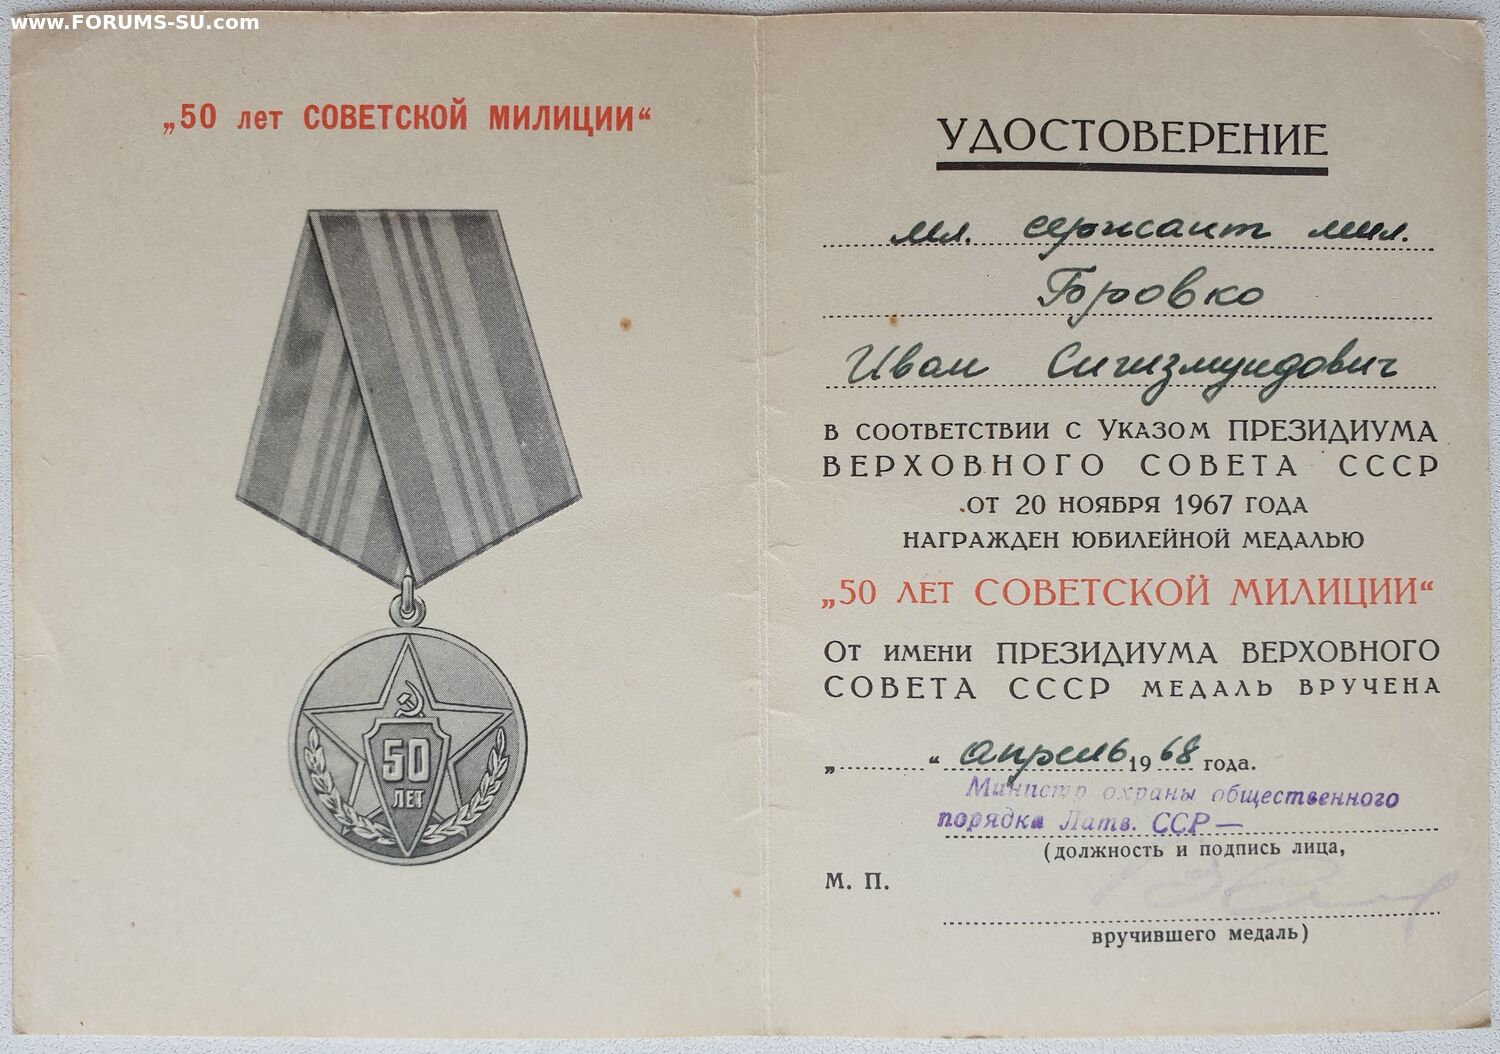 www.FORUMS-SU.com
„50 лет СОВЕТСКОЙ МИЛИЦИИ“
50
ЛЕТ
УДОСТОВЕРЕНИЕ
мл. сержант мил.
Боровко
Иван Сигизмундович
В СООТВЕТСТВИИ С УКАЗОМ ПРЕЗИДИУМА
ВЕРХОВНОГО СОВЕТА СССР
ОТ 20 НОЯБРЯ 1967 ГОДА
НАГРАЖДЕН ЮБИЛЕЙНОЙ МЕДАЛЬЮ
„50 ЛЕТ СОВЕТСКОЙ МИЛИЦИИ“
ОТ ИМЕНИ ПРЕЗИДИУМА ВЕРХОВНОГО
СОВЕТА СССР МЕДАЛЬ ВРУЧЕНА
„ “ апрель 1968 года.
Министр охраны общественного
порядка Латв. ССР —
(должность и подпись лица,
М. П.
вручившего медаль)